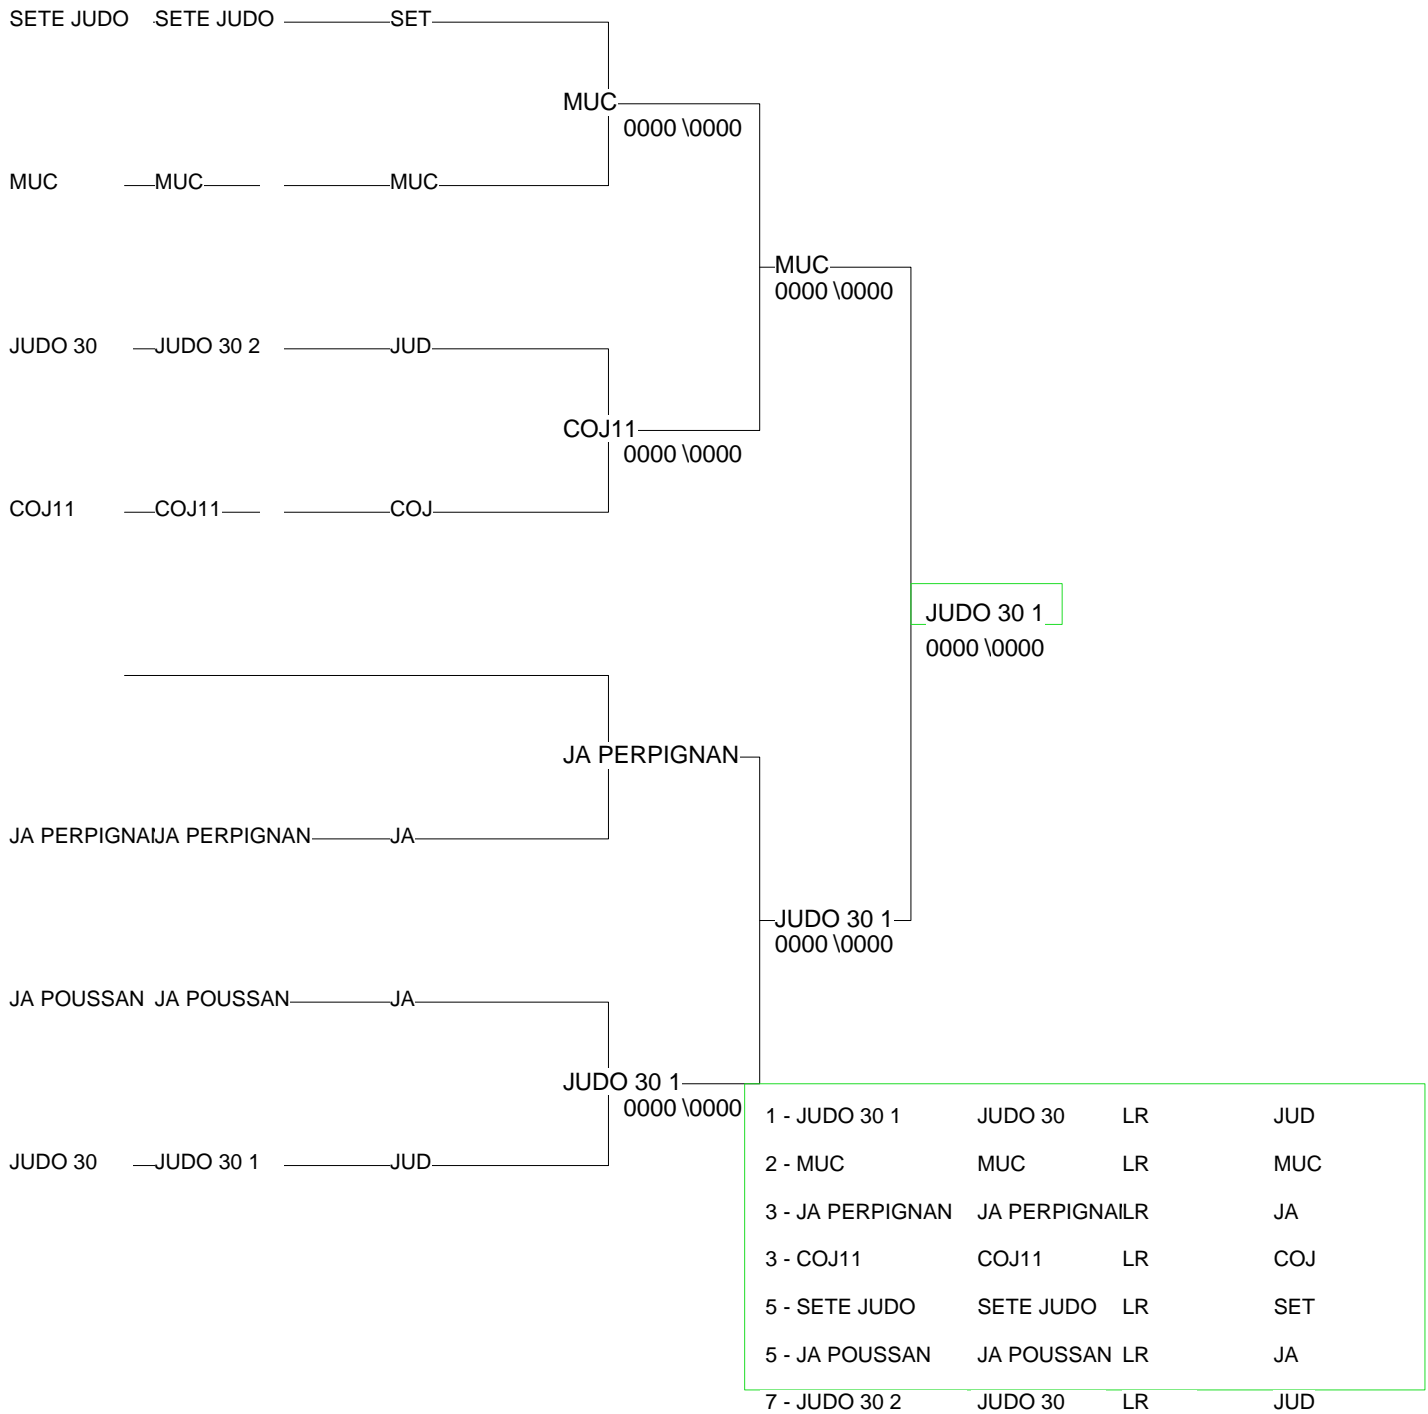 SETE JUDO SETE JUDO SET
MUC
0000 \0000
MUC MUC MUC
MUC
0000 \0000
JUDO 30 JUDO 30 2 JUD
COJ11
0000 \0000
COJ11 COJ11 COJ
JUDO 30 1
0000 \0000
JA PERPIGNAN
JA PERPIGNAN JA PERPIGNAN JA
JUDO 30 1
0000 \0000
JA POUSSAN JA POUSSAN JA
JUDO 30 1
0000 \0000
JUDO 30 JUDO 30 1 JUD
1 - JUDO 30 1 JUDO 30 LR JUD
2 - MUC MUC LR MUC
3 - JA PERPIGNAN JA PERPIGNAN LR JA
3 - COJ11 COJ11 LR COJ
5 - SETE JUDO SETE JUDO LR SET
5 - JA POUSSAN JA POUSSAN LR JA
7 - JUDO 30 2 JUDO 30 LR JUD